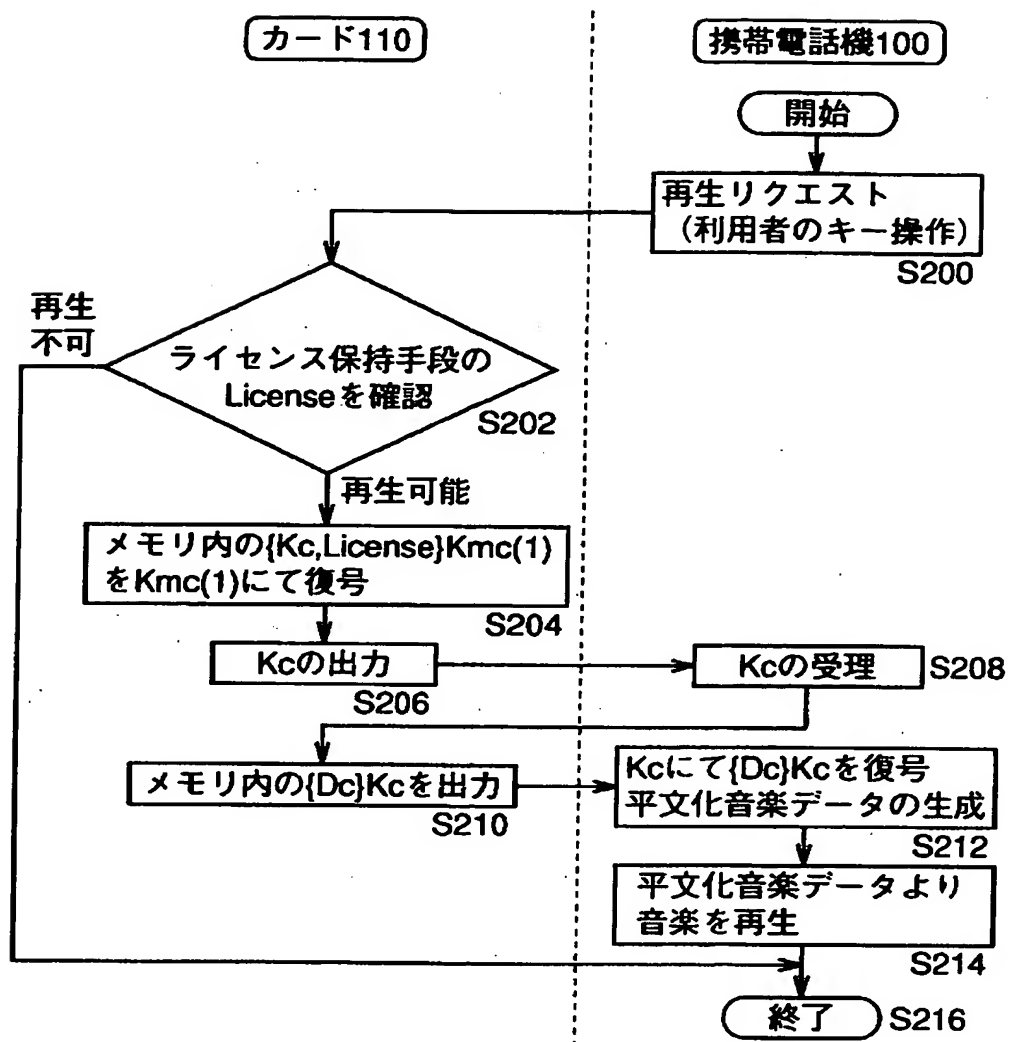 カード110
携帯電話機100
開始
再生リクエスト
(利用者のキー操作)
S200
再生
不可
ライセンス保持手段の
Licenseを確認
S202
再生可能
メモリ内の{Kc,License}Kmc(1)
をKmc(1)にて復号
S204
Kcの出力
S206
Kcの受理
S208
メモリ内の{Dc}Kcを出力
S210
Kcにて{Dc}Kcを復号
平文化音楽データの生成
S212
平文化音楽データより
音楽を再生
S214
終了
S216